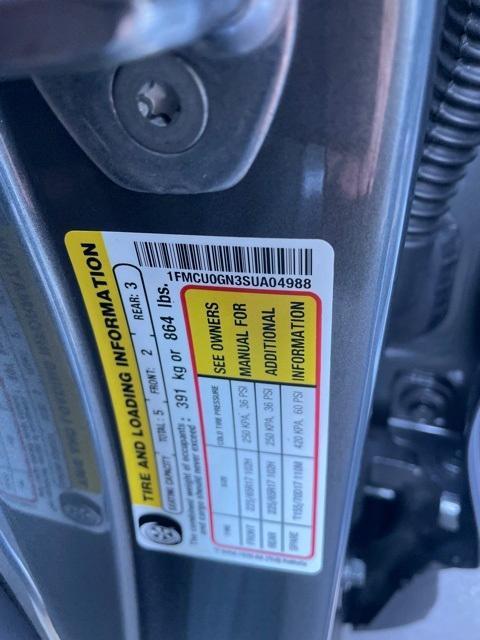 TIRE AND LOADING INFORMATION
SEATING CAPACITY TOTAL: 5 FRONT: 2 REAR: 3
The combined weight of occupants and cargo should never exceed: 391 kg or 864 lbs.
1FMCU0GN3SUA04988
TIRE SIZE COLD TIRE PRESSURE
FRONT 225/65R17 102H 250 KPA, 36 PSI
REAR 225/65R17 102H 250 KPA, 36 PSI
SPARE T155/70D17 110M 420 KPA, 60 PSI
SEE OWNERS
MANUAL FOR
ADDITIONAL
INFORMATION